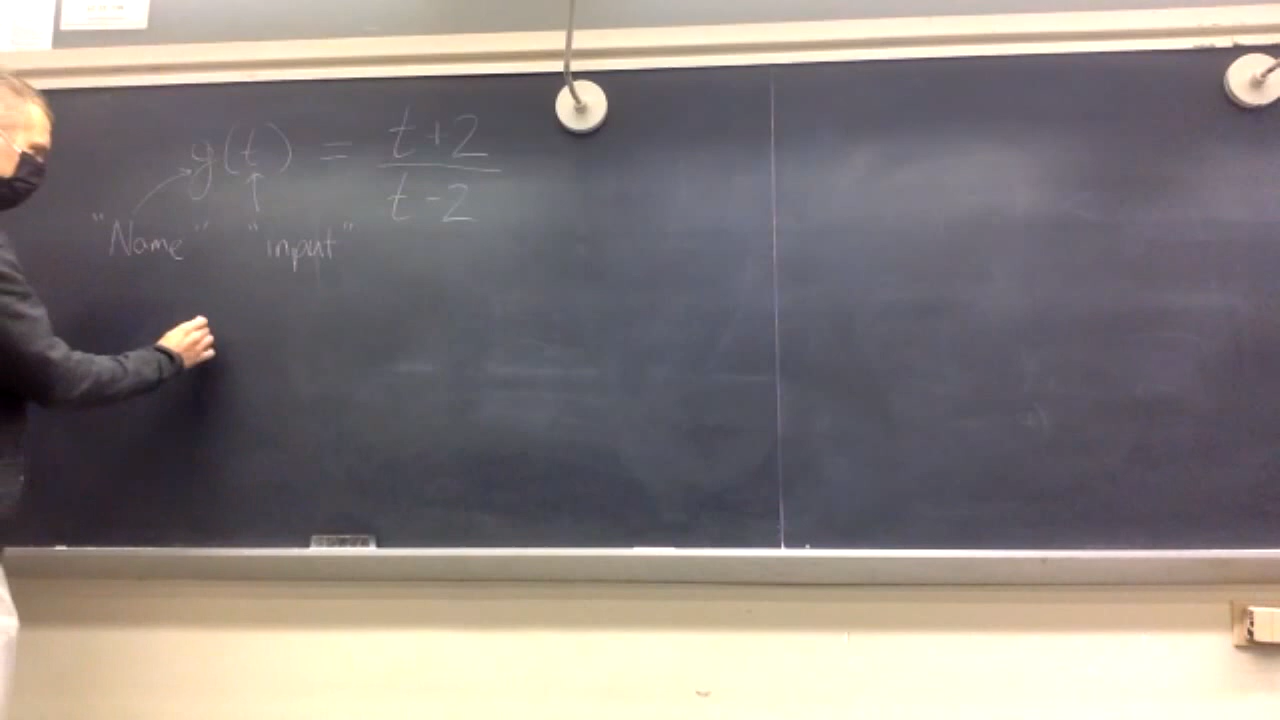 g(t) = t+2
t-2
"Name" "input"